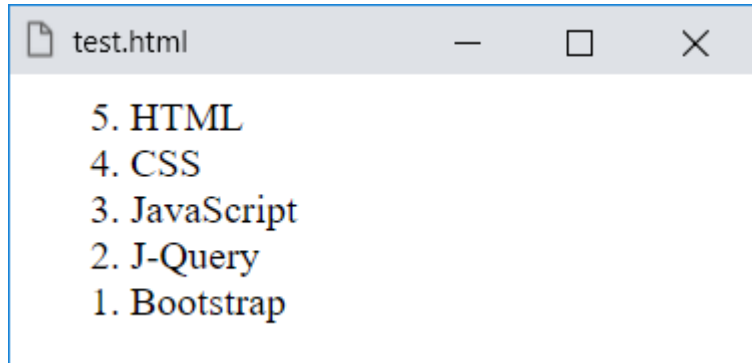 test.html
5. HTML
4. CSS
3. JavaScript
2. J-Query
1. Bootstrap